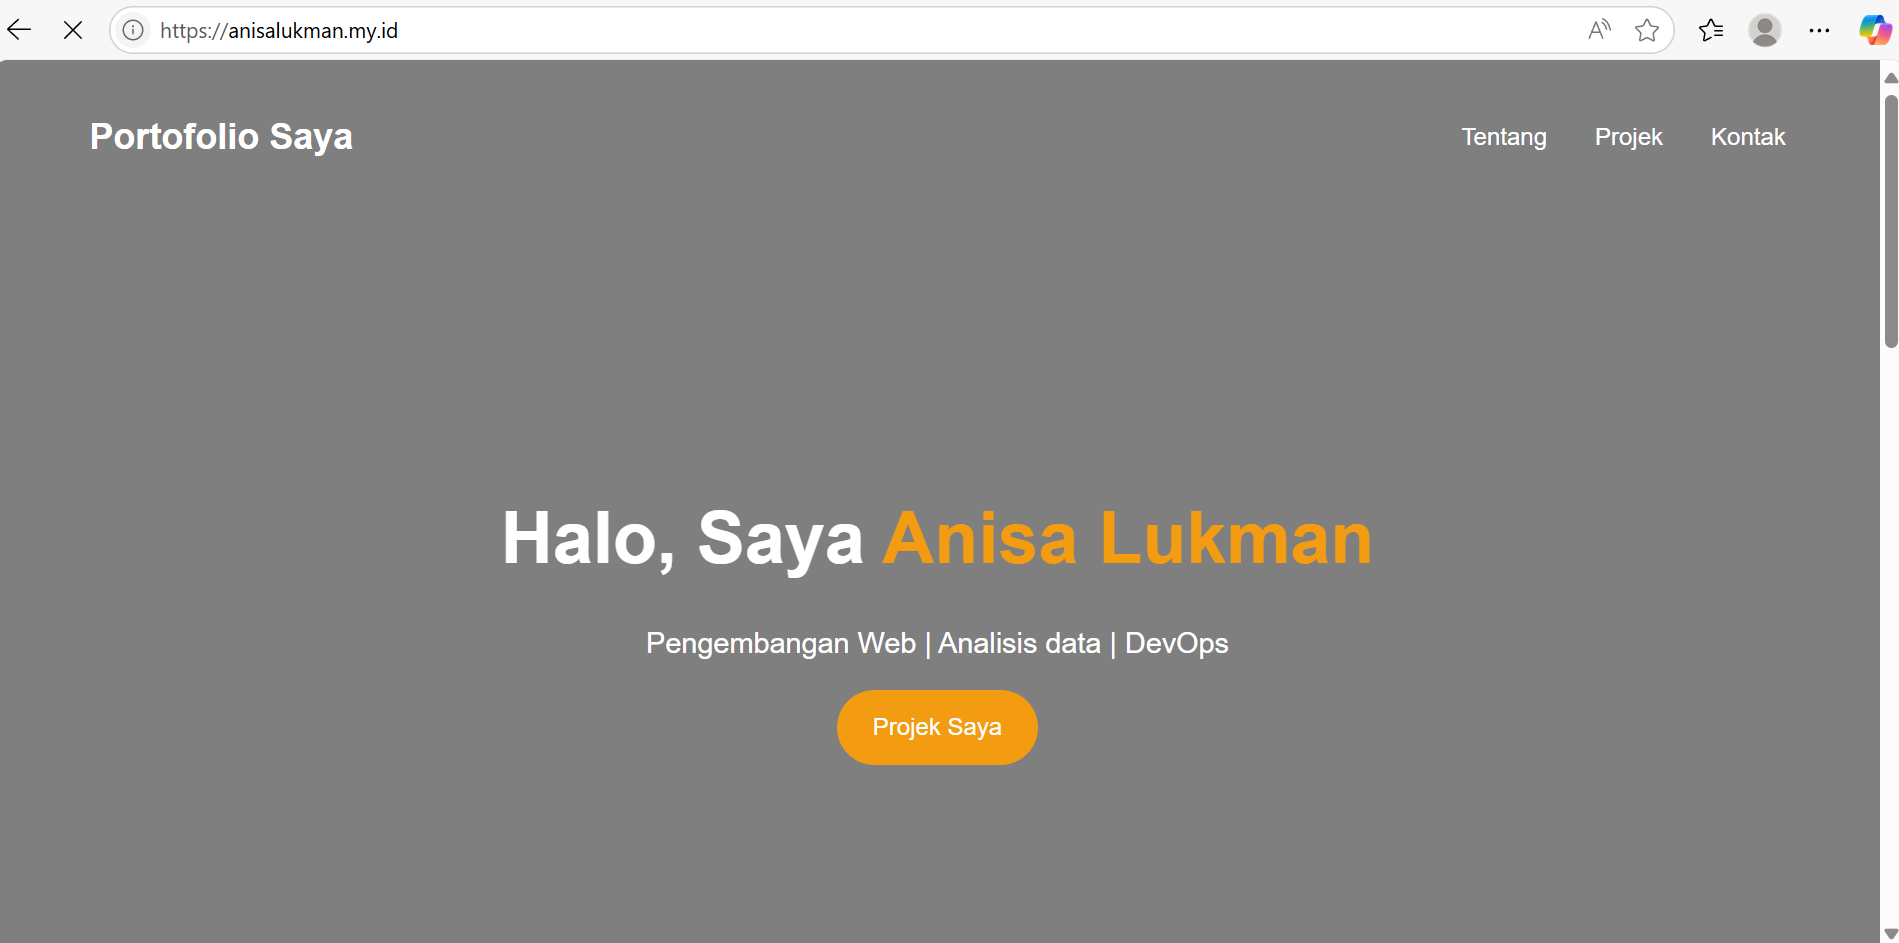 https://anisalukman.my.id
Portofolio Saya
Tentang Projek Kontak
Halo, Saya Anisa Lukman
Pengembangan Web | Analisis data | DevOps
Projek Saya